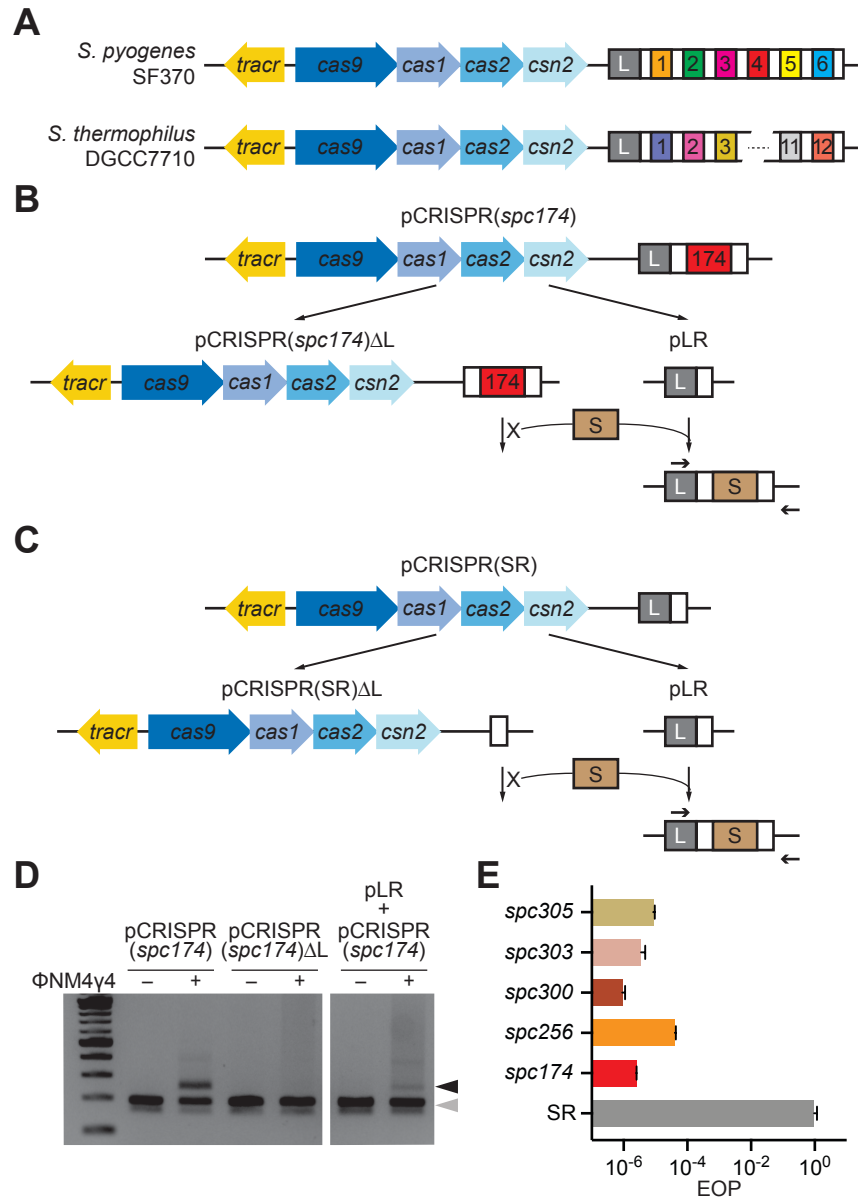 A
S. pyogenes
SF370
tracr cas9 cas1 cas2 csn2 L 1 2 3 4 5 6
S. thermophilus
DGCC7710
tracr cas9 cas1 cas2 csn2 L 1 2 3 ...... 11 12
B
pCRISPR(spc174)
tracr cas9 cas1 cas2 csn2 L 174
pCRISPR(spc174)ΔL
pLR
tracr cas9 cas1 cas2 csn2 174 L
X S
L S
C
pCRISPR(SR)
tracr cas9 cas1 cas2 csn2 L
pCRISPR(SR)ΔL
pLR
tracr cas9 cas1 cas2 csn2 L
X S
L S
D
pCRISPR
(spc174)
pCRISPR
(spc174)ΔL
pLR
+
pCRISPR
(spc174)
ΦNM4γ4 – + – + – +
E
spc305
spc303
spc300
spc256
spc174
SR
10-6 10-4 10-2 100
EOP